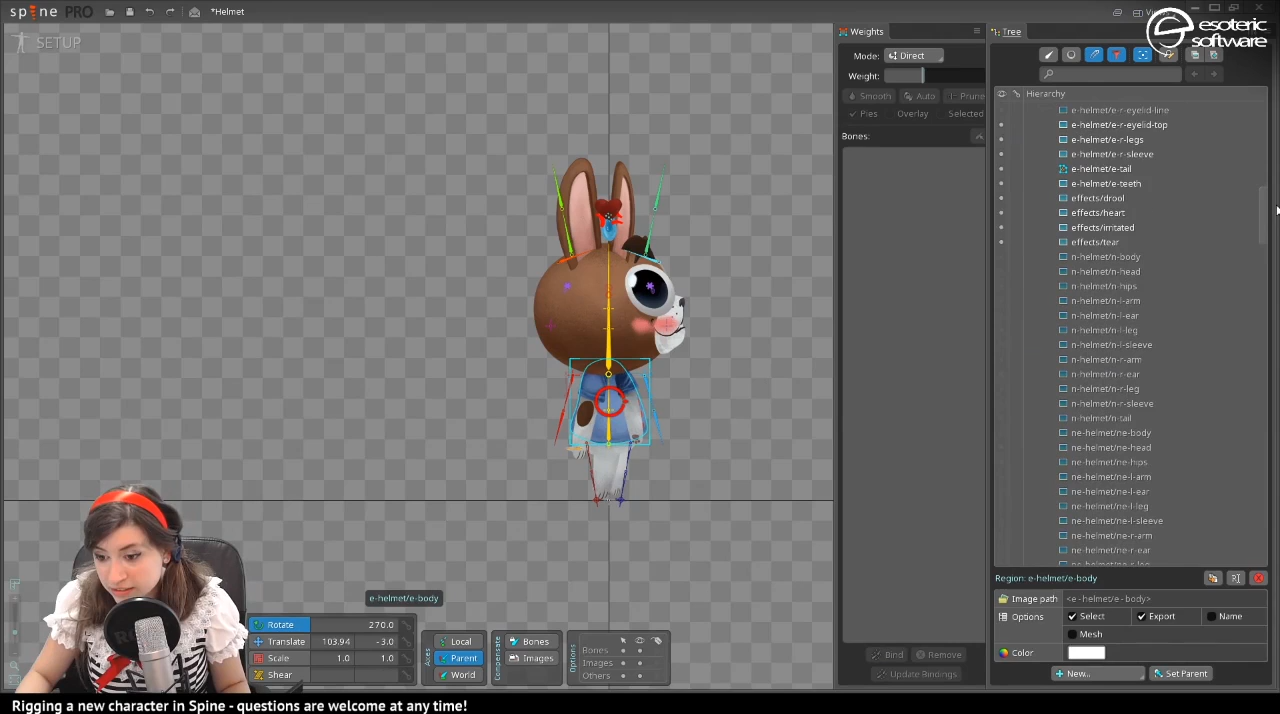 spine PRO
*Helmet
Views
esoteric software
SETUP
Weights
Mode: Direct
Weight:
Smooth Auto Prune
Pies Overlay Selected
Bones:
Tree
Hierarchy
e-helmet/e-r-eyelid-line
e-helmet/e-r-eyelid-top
e-helmet/e-r-legs
e-helmet/e-r-sleeve
e-helmet/e-tail
e-helmet/e-teeth
effects/drool
effects/heart
effects/irritated
effects/tear
n-helmet/n-body
n-helmet/n-head
n-helmet/n-hips
n-helmet/n-l-arm
n-helmet/n-l-ear
n-helmet/n-l-leg
n-helmet/n-l-sleeve
n-helmet/n-r-arm
n-helmet/n-r-ear
n-helmet/n-r-leg
n-helmet/n-r-sleeve
n-helmet/n-tail
ne-helmet/ne-body
ne-helmet/ne-head
ne-helmet/ne-hips
ne-helmet/ne-l-arm
ne-helmet/ne-l-ear
ne-helmet/ne-l-leg
ne-helmet/ne-l-sleeve
ne-helmet/ne-r-arm
ne-helmet/ne-r-ear
ne-helmet/ne-r-leg
Region: e-helmet/e-body
Image path <e-helmet/e-body>
Options Select Export Name
Mesh
Color
New... Set Parent
Bind Remove
Update Bindings
e-helmet/e-body
Rotate 270.0
Translate 103.94 -3.0
Scale 1.0 1.0
Shear
Axes
Local
Parent
World
Compensate
Bones
Images
Options
Bones
Images
Others
Rigging a new character in Spine - questions are welcome at any time!